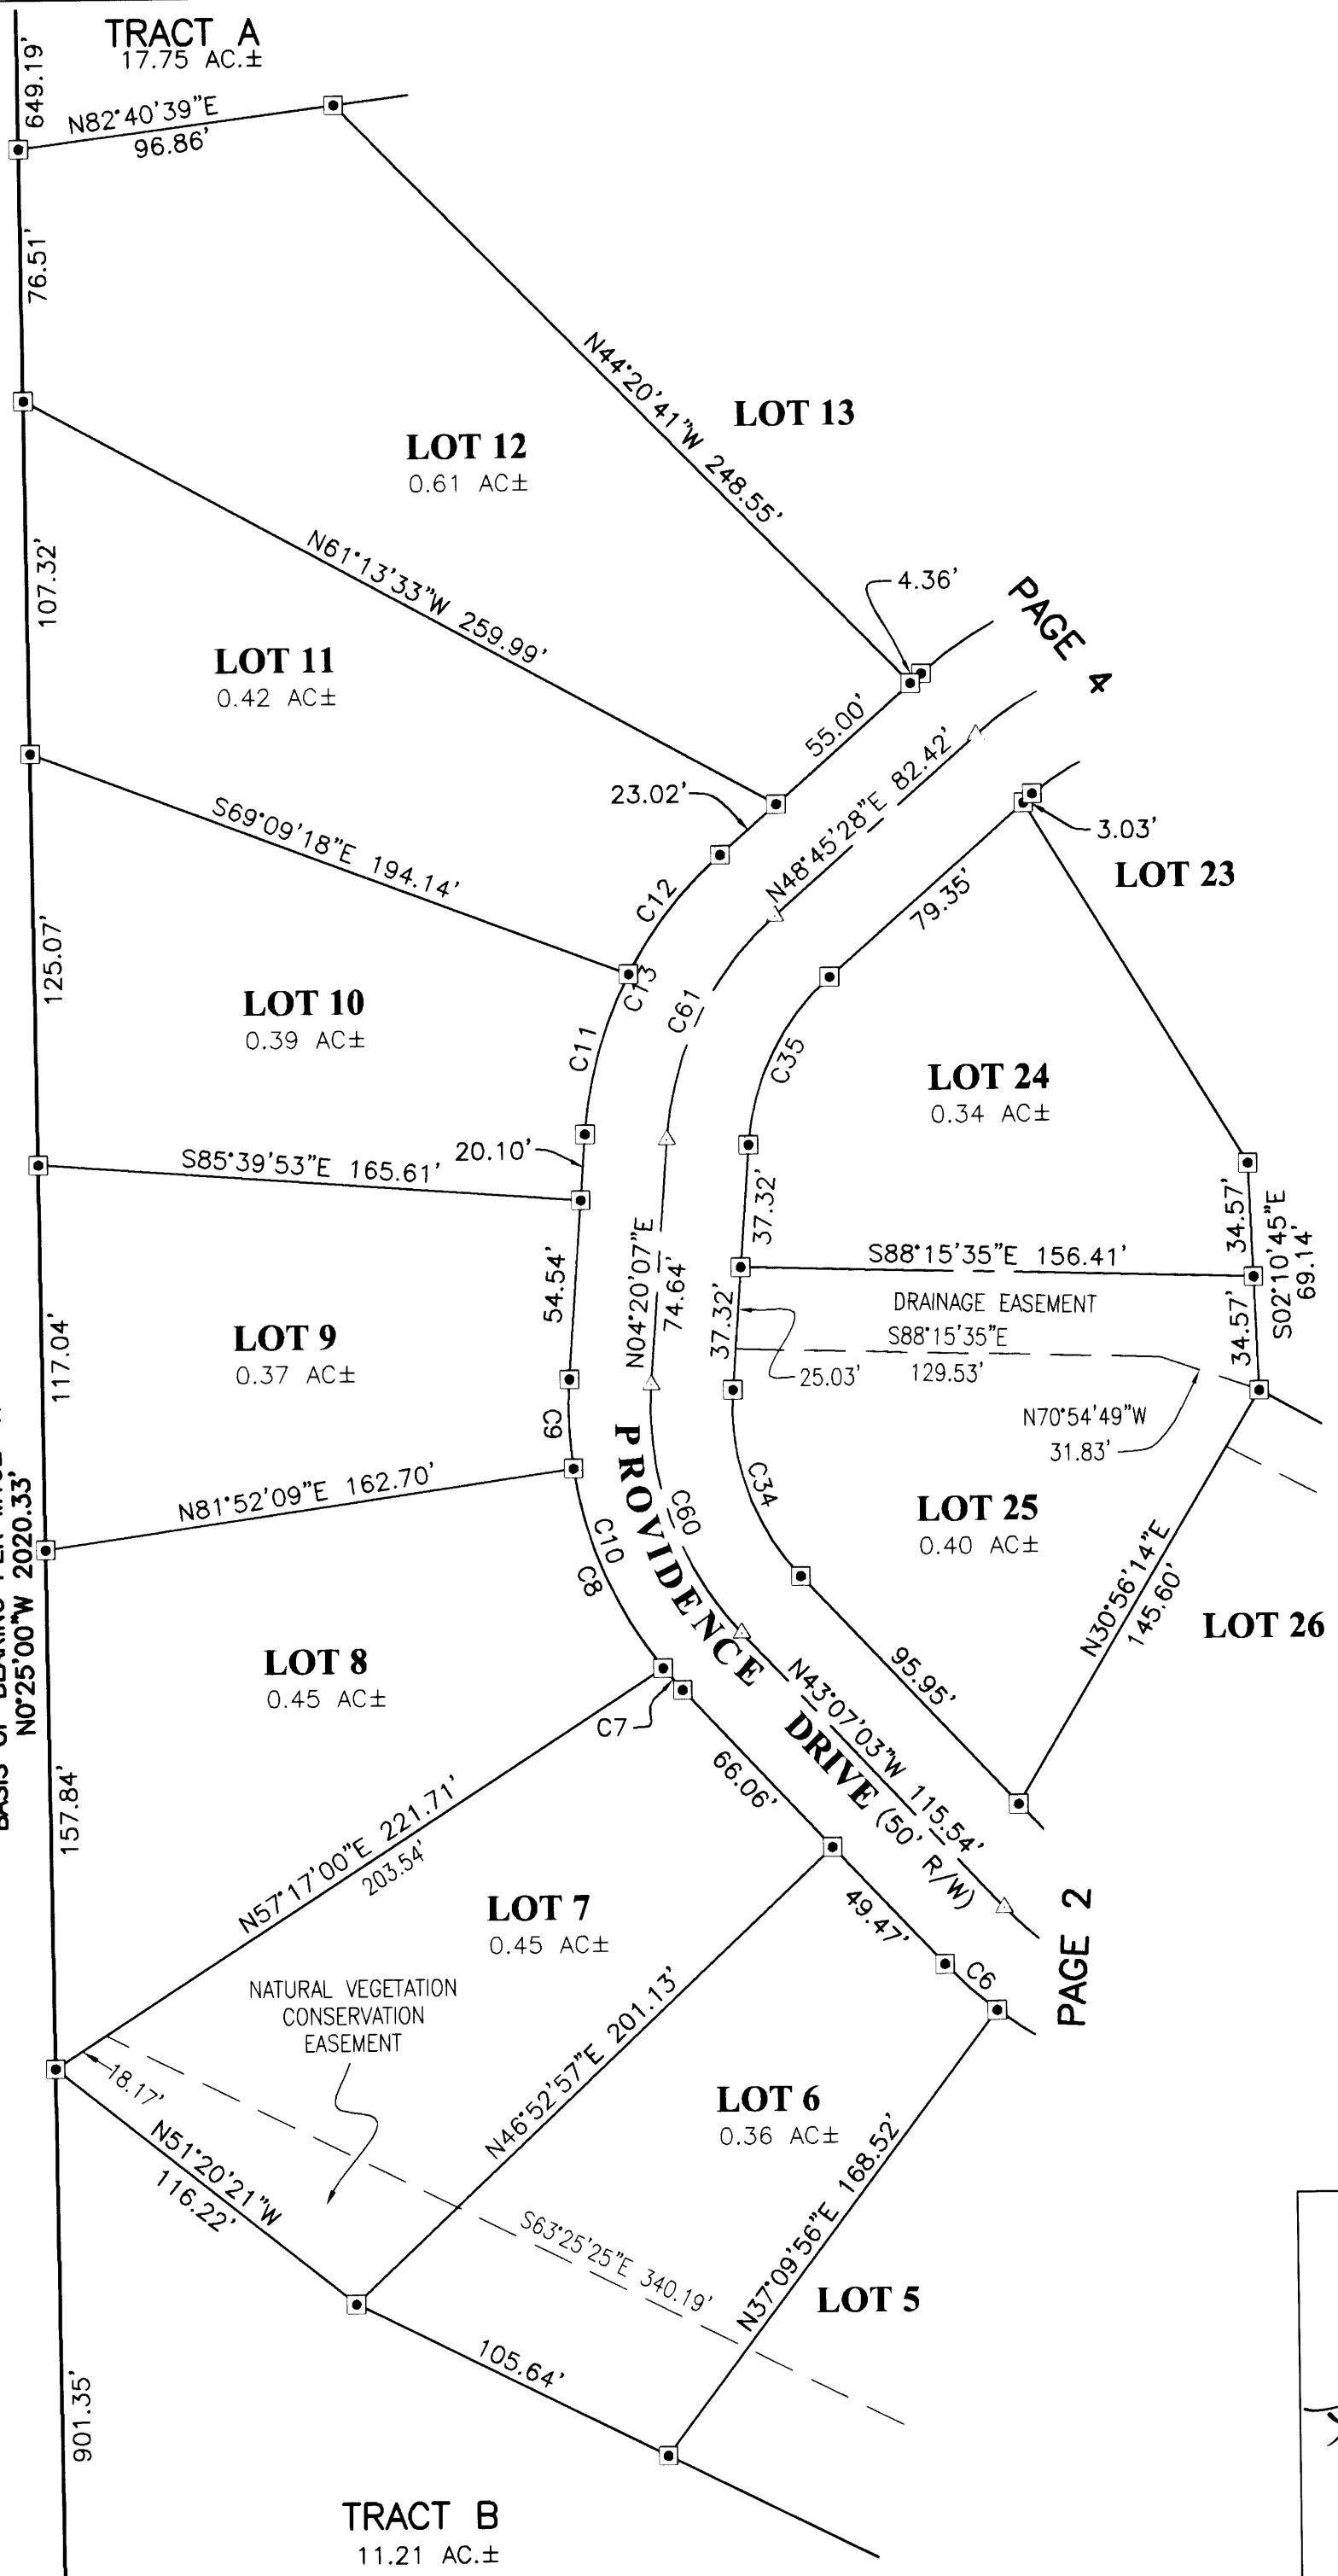 TRACT A
17.75 AC.±
649.19'
N82°40'39"E
96.86'
76.51'
N44°20'41"W 248.55'
LOT 13
LOT 12
0.61 AC±
N61°13'33"W 259.99'
107.32'
4.36'
PAGE 4
LOT 11
0.42 AC±
55.00'
23.02'
N48°45'28"E 82.42'
3.03'
LOT 23
S69°09'18"E 194.14'
C12
79.35'
125.07'
C13
C61
LOT 10
0.39 AC±
C11
C35
LOT 24
0.34 AC±
S85°39'53"E 165.61'
20.10'
37.32'
34.57'
S02°10'45"E
69.14'
N04°20'07"E
74.64'
S88°15'35"E 156.41'
54.54'
DRAINAGE EASEMENT
37.32'
S88°15'35"E
129.53'
25.03'
34.57'
LOT 9
0.37 AC±
117.04'
N70°54'49"W
31.83'
C9
PROVIDENCE DRIVE (50' R/W)
C34
N81°52'09"E 162.70'
C60
LOT 25
0.40 AC±
C10
C8
N30°56'14"E
145.60'
LOT 26
BASIS OF BEARING PER
N0°25'00"W 2020.33'
LOT 8
0.45 AC±
N43°07'03"W 115.54'
95.95'
C7
66.06'
157.84'
N57°17'00"E 221.71'
203.54'
LOT 7
0.45 AC±
49.47'
C6
PAGE 2
NATURAL VEGETATION
CONSERVATION
EASEMENT
18.17'
N46°52'57"E 201.13'
LOT 6
0.36 AC±
N51°20'21"W
116.22'
N37°09'56"E 168.52'
S63°25'25"E 340.19'
LOT 5
105.64'
901.35'
TRACT B
11.21 AC.±